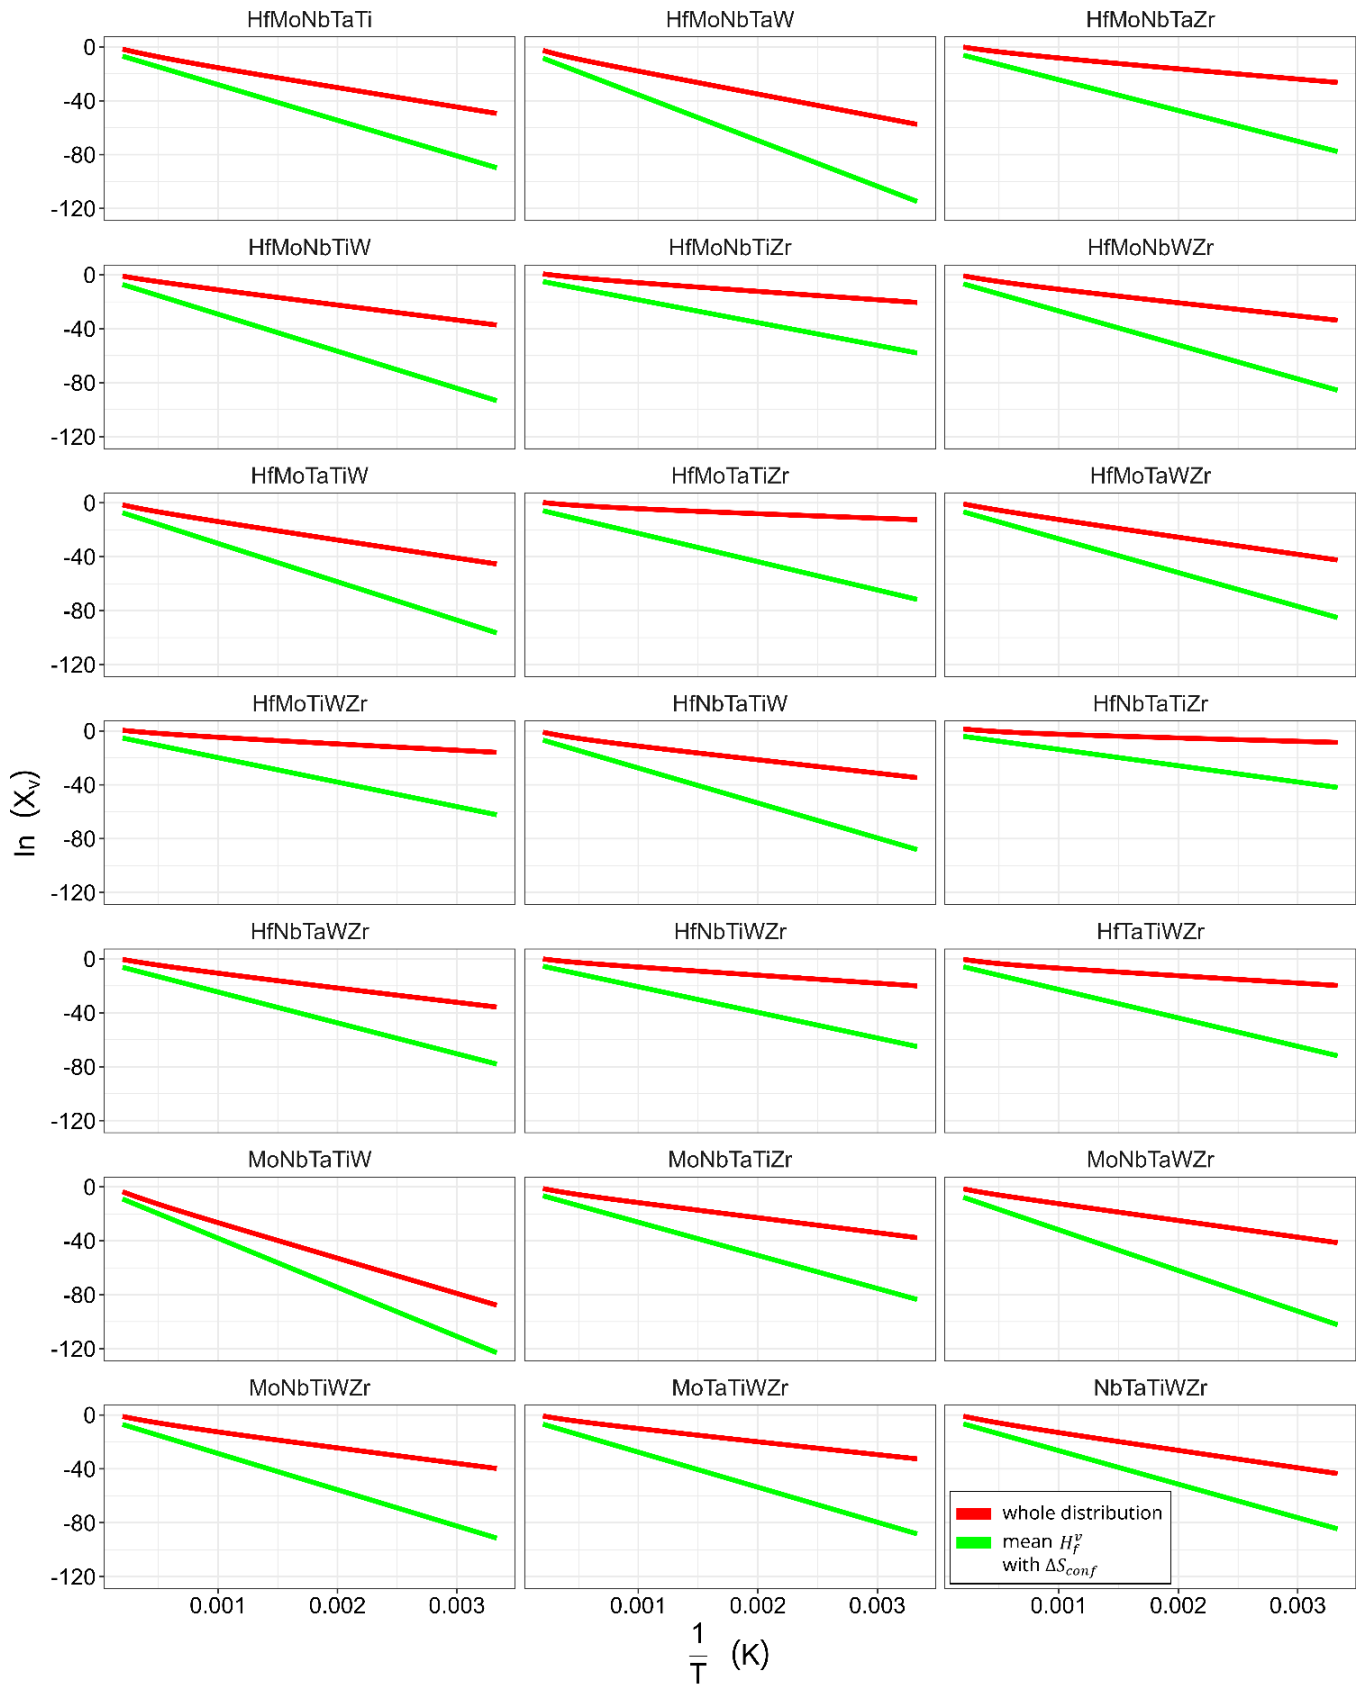 HfMoNbTaTi HfMoNbTaW HfMoNbTaZr
0
-40
-80
-120
HfMoNbTiW HfMoNbTiZr HfMoNbWZr
0
-40
-80
-120
HfMoTaTiW HfMoTaTiZr HfMoTaWZr
0
-40
-80
-120
HfMoTiWZr HfNbTaTiW HfNbTaTiZr
0
-40
-80
-120
ln (Xv)
HfNbTaWZr HfNbTiWZr HfTaTiWZr
0
-40
-80
-120
MoNbTaTiW MoNbTaTiZr MoNbTaWZr
0
-40
-80
-120
MoNbTiWZr MoTaTiWZr NbTaTiWZr
0
-40
-80
-120
whole distribution
mean H_f^v
with ΔS_conf
0.001 0.002 0.003 0.001 0.002 0.003 0.001 0.002 0.003
1/T (K)